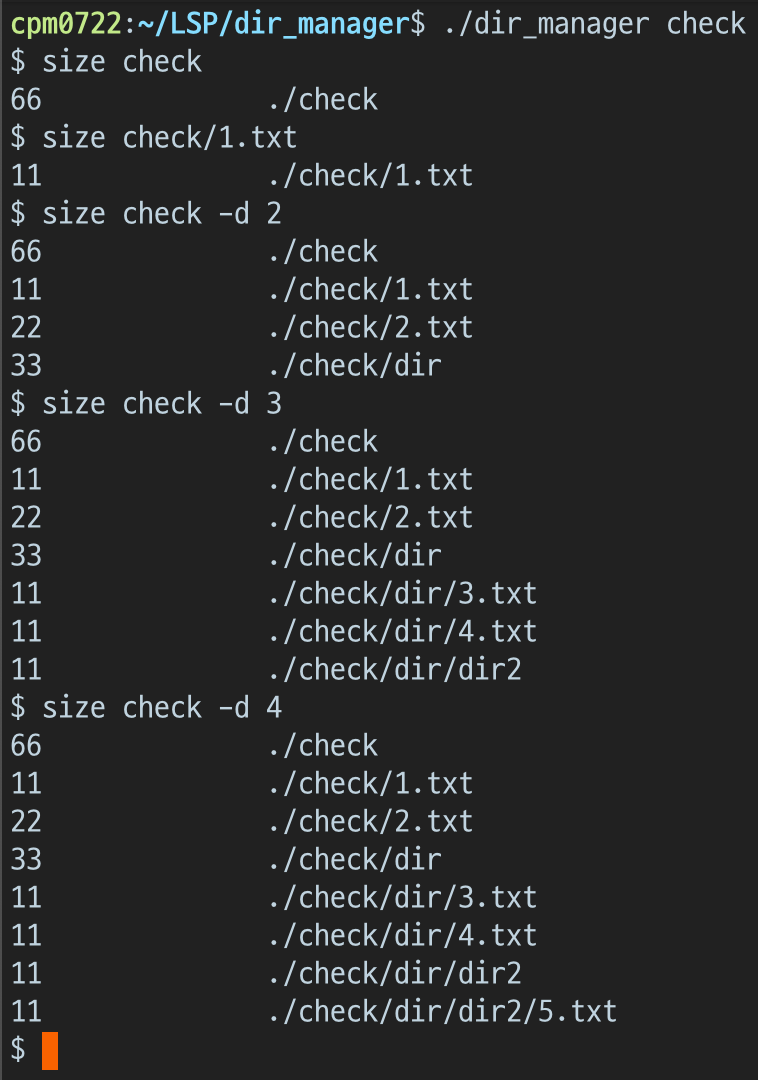 cpm0722:~/LSP/dir_manager$ ./dir_manager check
$ size check
66 ./check
$ size check/1.txt
11 ./check/1.txt
$ size check -d 2
66 ./check
11 ./check/1.txt
22 ./check/2.txt
33 ./check/dir
$ size check -d 3
66 ./check
11 ./check/1.txt
22 ./check/2.txt
33 ./check/dir
11 ./check/dir/3.txt
11 ./check/dir/4.txt
11 ./check/dir/dir2
$ size check -d 4
66 ./check
11 ./check/1.txt
22 ./check/2.txt
33 ./check/dir
11 ./check/dir/3.txt
11 ./check/dir/4.txt
11 ./check/dir/dir2
11 ./check/dir/dir2/5.txt
$